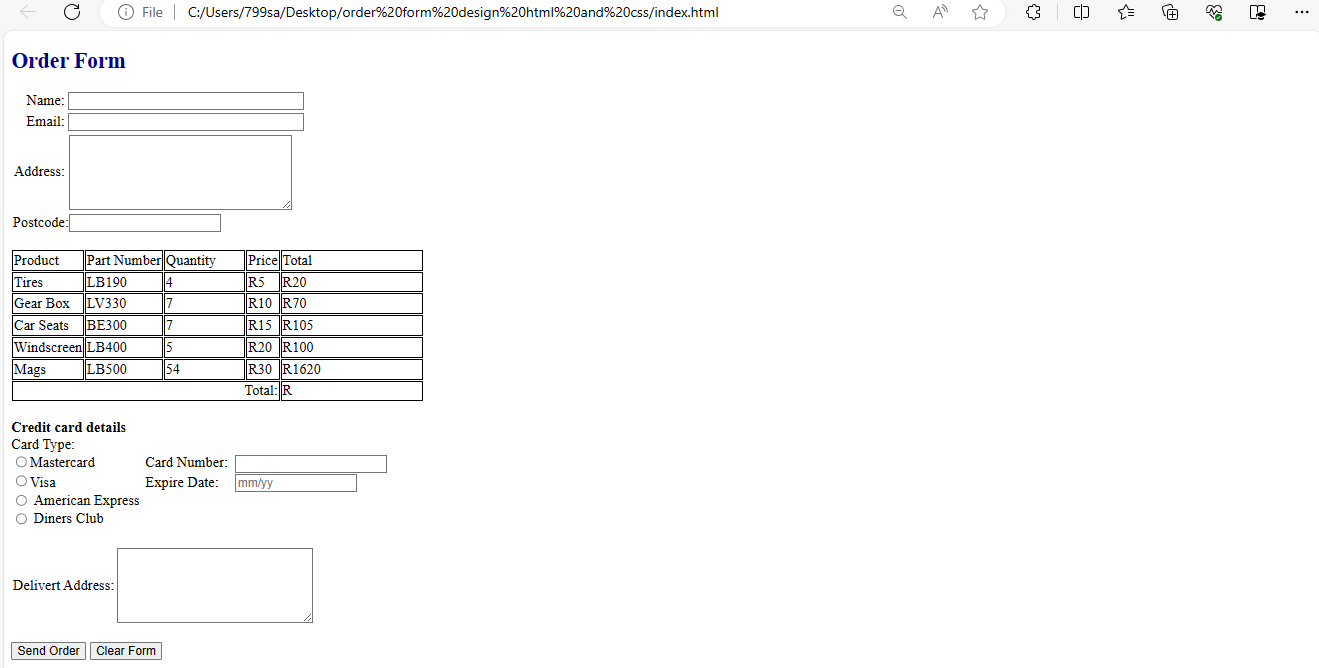 File C:/Users/799sa/Desktop/order%20form%20design%20html%20and%20css/index.html
Order Form
Name:
Email:
Address:
Postcode:
Product Part Number Quantity Price Total
Tires LB190 4 R5 R20
Gear Box LV330 7 R10 R70
Car Seats BE300 7 R15 R105
Windscreen LB400 5 R20 R100
Mags LB500 54 R30 R1620
Total: R
Credit card details
Card Type:
Mastercard Card Number:
Visa Expire Date: mm/yy
American Express
Diners Club
Delivert Address:
Send Order Clear Form